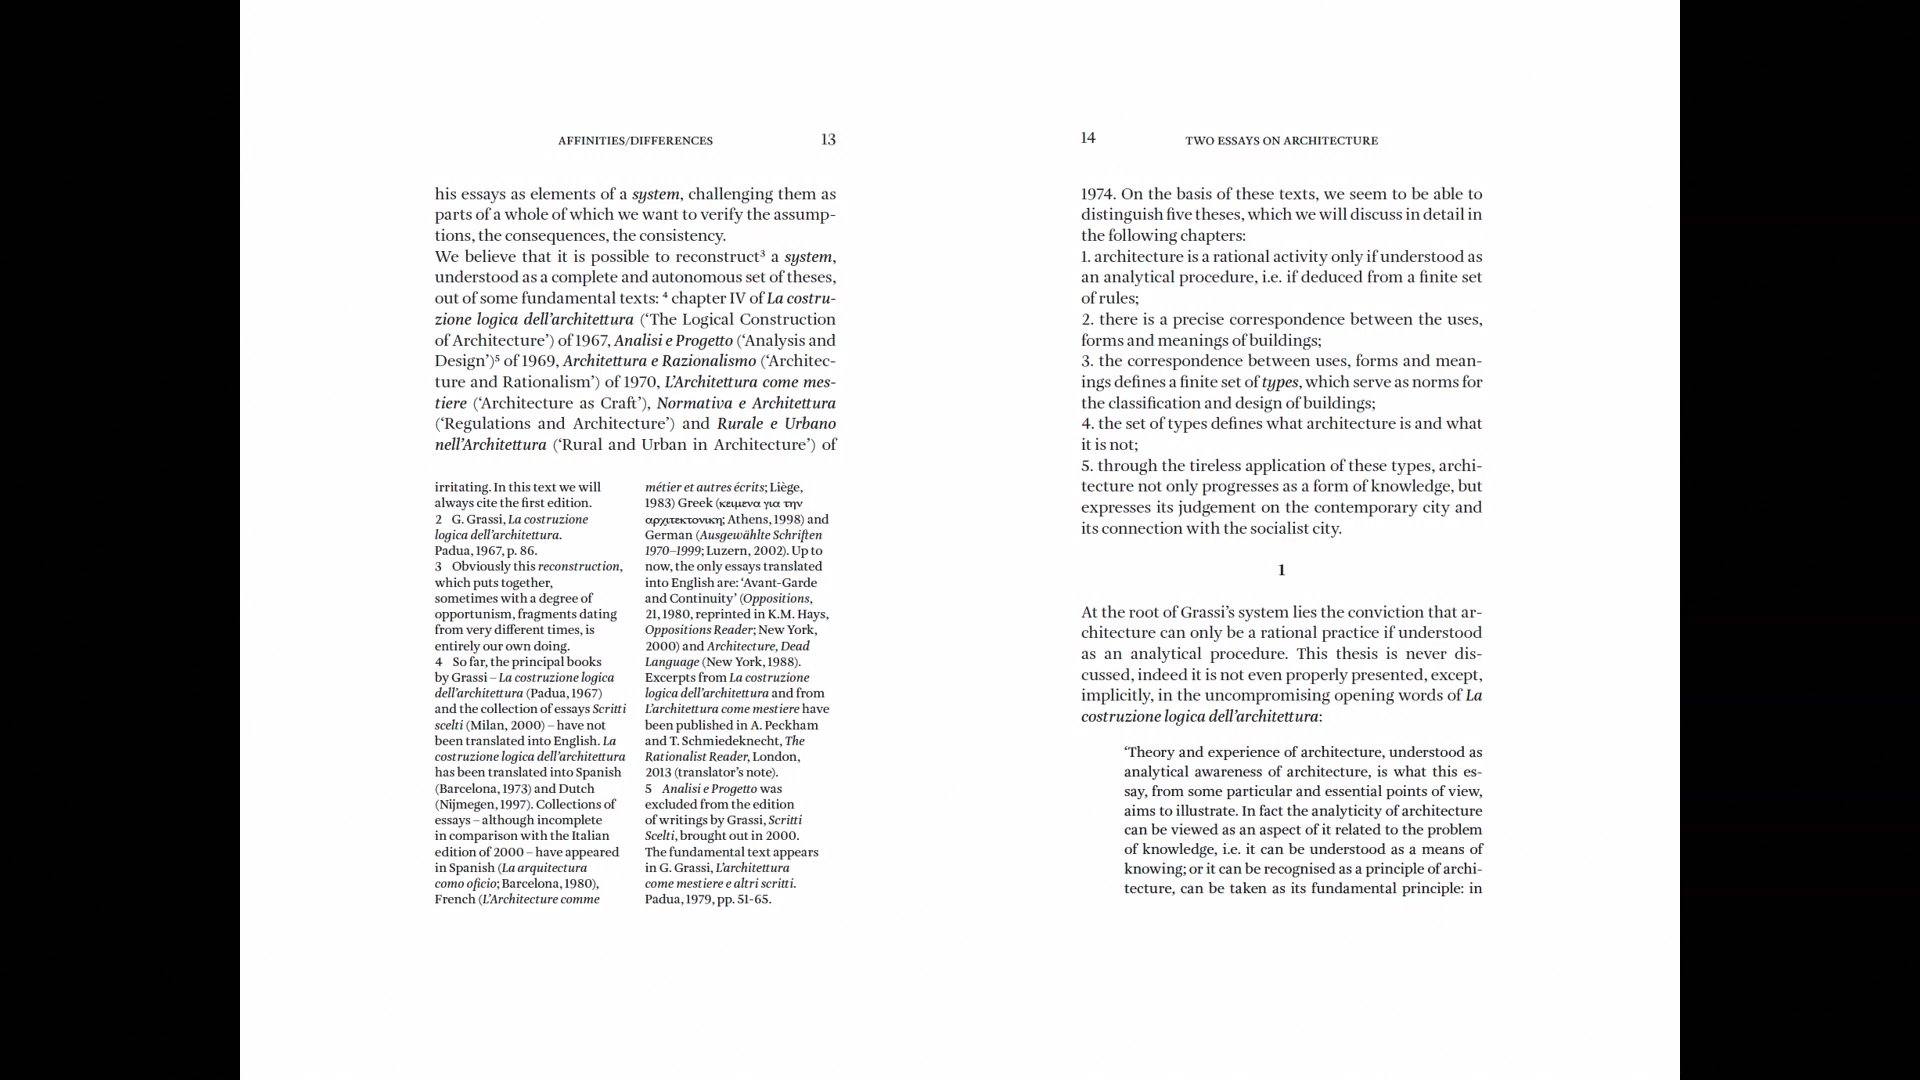 AFFINITIES/DIFFERENCES 13
his essays as elements of a system, challenging them as
parts of a whole of which we want to verify the assump-
tions, the consequences, the consistency.
We believe that it is possible to reconstruct³ a system,
understood as a complete and autonomous set of theses,
out of some fundamental texts: ⁴ chapter IV of La costru-
zione logica dell’architettura (‘The Logical Construction
of Architecture’) of 1967, Analisi e Progetto (‘Analysis and
Design’)⁵ of 1969, Architettura e Razionalismo (‘Architec-
ture and Rationalism’) of 1970, L’Architettura come mes-
tiere (‘Architecture as Craft’), Normativa e Architettura
(‘Regulations and Architecture’) and Rurale e Urbano
nell’Architettura (‘Rural and Urban in Architecture’) of
irritating. In this text we will
always cite the first edition.
2 G. Grassi, La costruzione
logica dell’architettura.
Padua, 1967, p. 86.
3 Obviously this reconstruction,
which puts together,
sometimes with a degree of
opportunism, fragments dating
from very different times, is
entirely our own doing.
4 So far, the principal books
by Grassi – La costruzione logica
dell’architettura (Padua, 1967)
and the collection of essays Scritti
scelti (Milan, 2000) – have not
been translated into English. La
costruzione logica dell’architettura
has been translated into Spanish
(Barcelona, 1973) and Dutch
(Nijmegen, 1997). Collections of
essays – although incomplete
in comparison with the Italian
edition of 2000 – have appeared
in Spanish (La arquitectura
como oficio; Barcelona, 1980),
French (L’Architecture comme
métier et autres écrits; Liège,
1983) Greek (κειμενα για την
αρχιτεκτονικη; Athens, 1998) and
German (Ausgewählte Schriften
1970–1999; Luzern, 2002). Up to
now, the only essays translated
into English are: ‘Avant-Garde
and Continuity’ (Oppositions,
21, 1980, reprinted in K.M. Hays,
Oppositions Reader; New York,
2000) and Architecture, Dead
Language (New York, 1988).
Excerpts from La costruzione
logica dell’architettura and from
L’architettura come mestiere have
been published in A. Peckham
and T. Schmiedeknecht, The
Rationalist Reader, London,
2013 (translator’s note).
5 Analisi e Progetto was
excluded from the edition
of writings by Grassi, Scritti
Scelti, brought out in 2000.
The fundamental text appears
in G. Grassi, L’architettura
come mestiere e altri scritti.
Padua, 1979, pp. 51-65.
14 TWO ESSAYS ON ARCHITECTURE
1974. On the basis of these texts, we seem to be able to
distinguish five theses, which we will discuss in detail in
the following chapters:
1. architecture is a rational activity only if understood as
an analytical procedure, i.e. if deduced from a finite set
of rules;
2. there is a precise correspondence between the uses,
forms and meanings of buildings;
3. the correspondence between uses, forms and mean-
ings defines a finite set of types, which serve as norms for
the classification and design of buildings;
4. the set of types defines what architecture is and what
it is not;
5. through the tireless application of these types, archi-
tecture not only progresses as a form of knowledge, but
expresses its judgement on the contemporary city and
its connection with the socialist city.
1
At the root of Grassi’s system lies the conviction that ar-
chitecture can only be a rational practice if understood
as an analytical procedure. This thesis is never dis-
cussed, indeed it is not even properly presented, except,
implicitly, in the uncompromising opening words of La
costruzione logica dell’architettura:
‘Theory and experience of architecture, understood as
analytical awareness of architecture, is what this es-
say, from some particular and essential points of view,
aims to illustrate. In fact the analyticity of architecture
can be viewed as an aspect of it related to the problem
of knowledge, i.e. it can be understood as a means of
knowing; or it can be recognised as a principle of archi-
tecture, can be taken as its fundamental principle: in